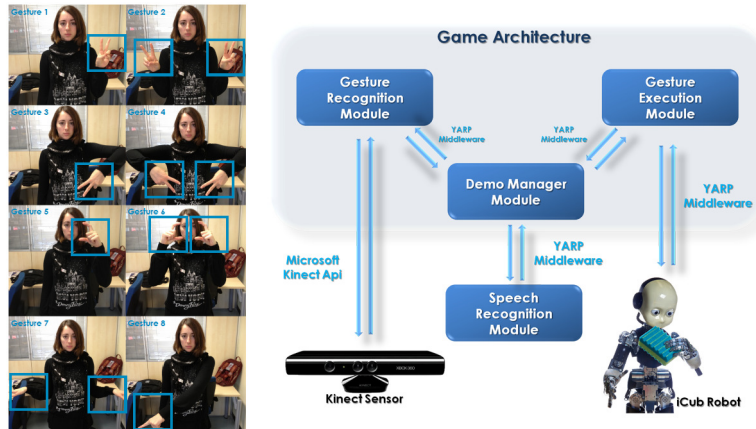 Gesture 1
Gesture 2
Gesture 3
Gesture 4
Gesture 5
Gesture 6
Gesture 7
Gesture 8
Game Architecture
Gesture
Recognition
Module
Gesture
Execution
Module
YARP
Middleware
YARP
Middleware
Demo Manager
Module
YARP
Middleware
Microsoft
Kinect Api
YARP
Middleware
Speech
Recognition
Module
XBOX 360
Kinect Sensor
iCub Robot